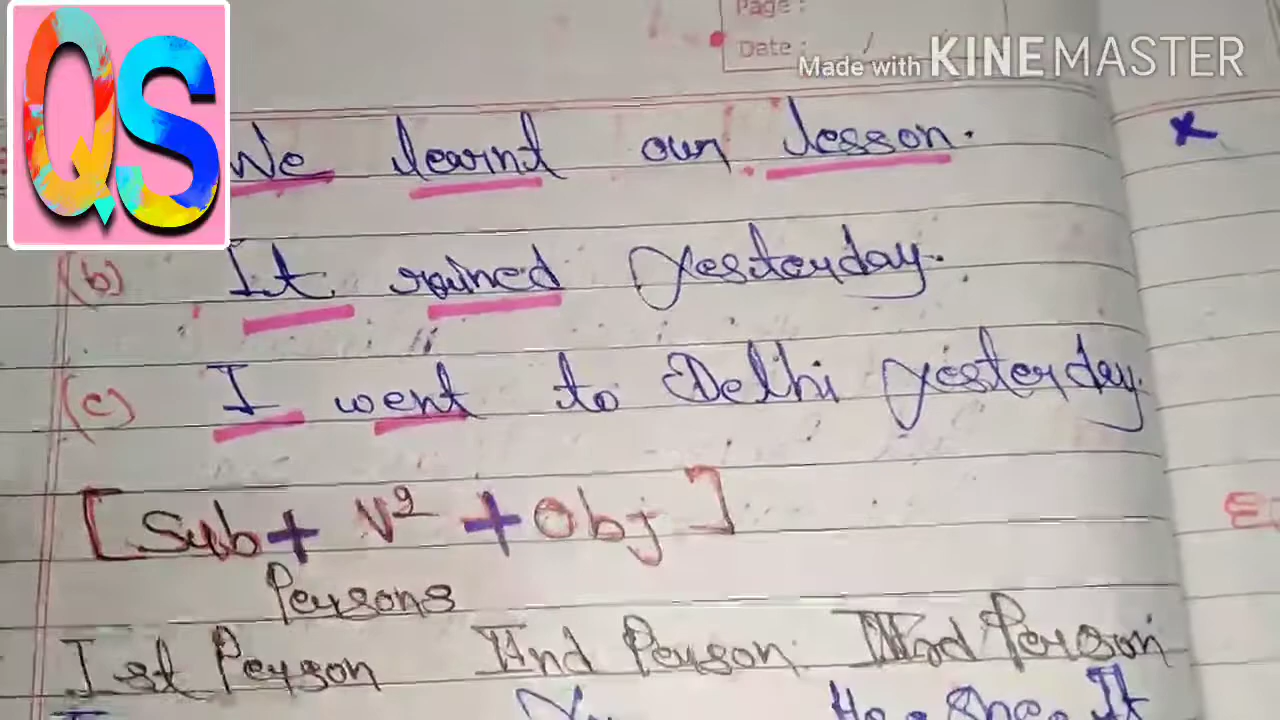 Page :
Date :
Made with KINEMASTER
QS
We learnt our lesson.
(b) It rained yesterday.
(c) I went to Delhi yesterday.
[Sub + V2 + Obj]
Persons
Ist Person IInd Person IIIrd Person
He, She, It